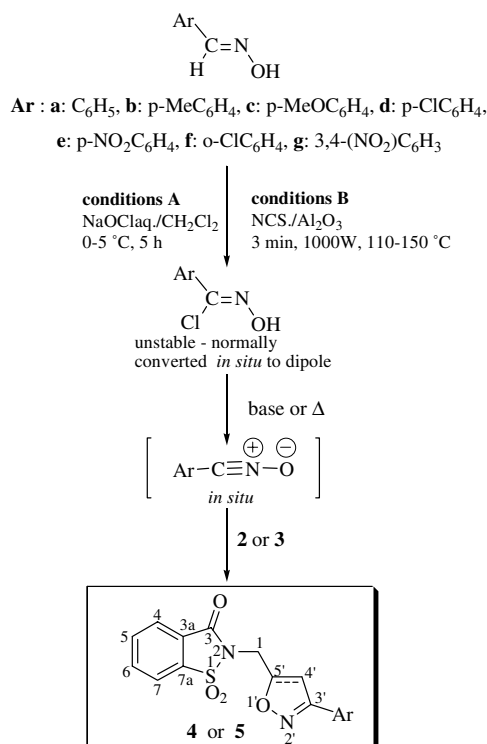 Ar
C=N
H
OH
Ar : a: C6H5, b: p-MeC6H4, c: p-MeOC6H4, d: p-ClC6H4,
e: p-NO2C6H4, f: o-ClC6H4, g: 3,4-(NO2)C6H3
conditions A
NaOClaq./CH2Cl2
0-5 ˚C, 5 h
conditions B
NCS./Al2O3
3 min, 1000W, 110-150 ˚C
Ar
C=N
Cl
OH
unstable - normally
converted in situ to dipole
base or Δ
Ar-C≡N-O
+ −
in situ
2 or 3
O
4
3a
3
5
2
N
1
6
7a
1
S
O2
7
5'
4'
1'
O
3'
N
2'
Ar
4 or 5